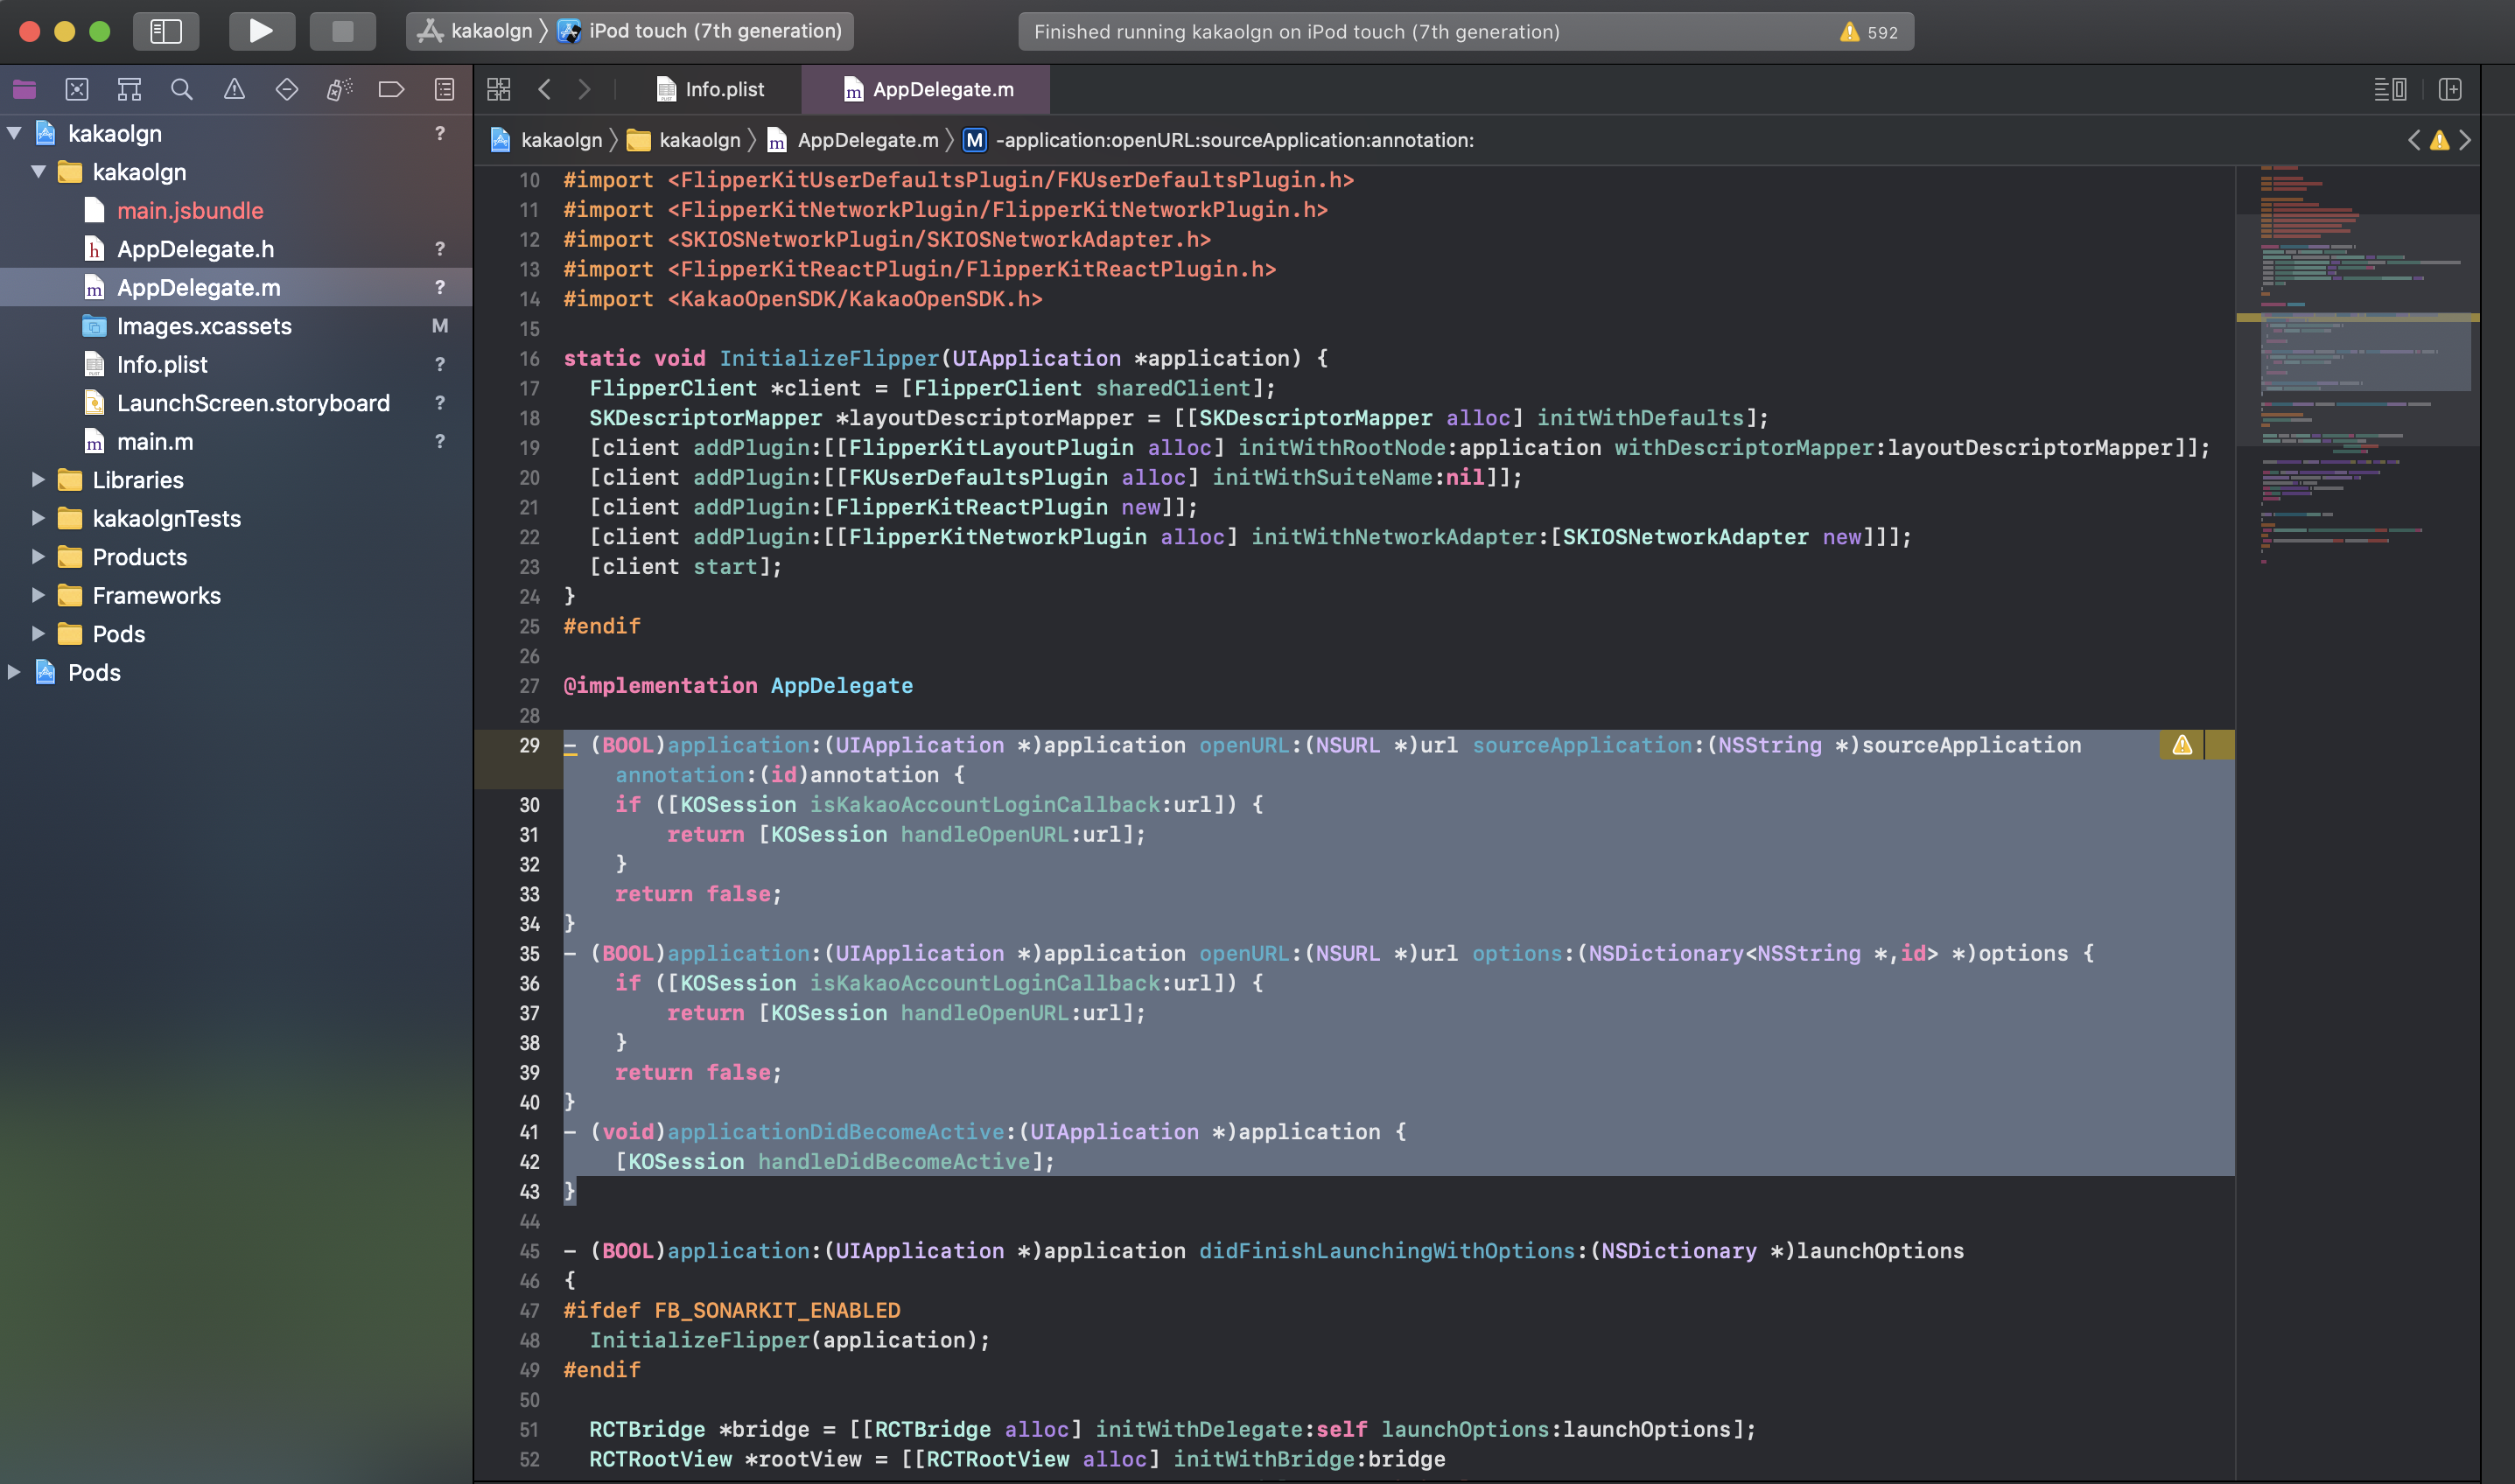 kakaolgn 〉 iPod touch (7th generation)
Finished running kakaolgn on iPod touch (7th generation)
592
Info.plist
AppDelegate.m
kakaolgn 〉 kakaolgn 〉 AppDelegate.m 〉 M -application:openURL:sourceApplication:annotation:
kakaolgn ?
kakaolgn
main.jsbundle
AppDelegate.h ?
AppDelegate.m ?
Images.xcassets M
Info.plist ?
LaunchScreen.storyboard ?
main.m ?
Libraries
kakaolgnTests
Products
Frameworks
Pods
Pods
10 #import <FlipperKitUserDefaultsPlugin/FKUserDefaultsPlugin.h>
11 #import <FlipperKitNetworkPlugin/FlipperKitNetworkPlugin.h>
12 #import <SKIOSNetworkPlugin/SKIOSNetworkAdapter.h>
13 #import <FlipperKitReactPlugin/FlipperKitReactPlugin.h>
14 #import <KakaoOpenSDK/KakaoOpenSDK.h>
15
16 static void InitializeFlipper(UIApplication *application) {
17 FlipperClient *client = [FlipperClient sharedClient];
18 SKDescriptorMapper *layoutDescriptorMapper = [[SKDescriptorMapper alloc] initWithDefaults];
19 [client addPlugin:[[FlipperKitLayoutPlugin alloc] initWithRootNode:application withDescriptorMapper:layoutDescriptorMapper]];
20 [client addPlugin:[[FKUserDefaultsPlugin alloc] initWithSuiteName:nil]];
21 [client addPlugin:[FlipperKitReactPlugin new]];
22 [client addPlugin:[[FlipperKitNetworkPlugin alloc] initWithNetworkAdapter:[SKIOSNetworkAdapter new]]];
23 [client start];
24 }
25 #endif
26
27 @implementation AppDelegate
28
29 - (BOOL)application:(UIApplication *)application openURL:(NSURL *)url sourceApplication:(NSString *)sourceApplication
annotation:(id)annotation {
30 if ([KOSession isKakaoAccountLoginCallback:url]) {
31 return [KOSession handleOpenURL:url];
32 }
33 return false;
34 }
35 - (BOOL)application:(UIApplication *)application openURL:(NSURL *)url options:(NSDictionary<NSString *,id> *)options {
36 if ([KOSession isKakaoAccountLoginCallback:url]) {
37 return [KOSession handleOpenURL:url];
38 }
39 return false;
40 }
41 - (void)applicationDidBecomeActive:(UIApplication *)application {
42 [KOSession handleDidBecomeActive];
43 }
44
45 - (BOOL)application:(UIApplication *)application didFinishLaunchingWithOptions:(NSDictionary *)launchOptions
46 {
47 #ifdef FB_SONARKIT_ENABLED
48 InitializeFlipper(application);
49 #endif
50
51 RCTBridge *bridge = [[RCTBridge alloc] initWithDelegate:self launchOptions:launchOptions];
52 RCTRootView *rootView = [[RCTRootView alloc] initWithBridge:bridge